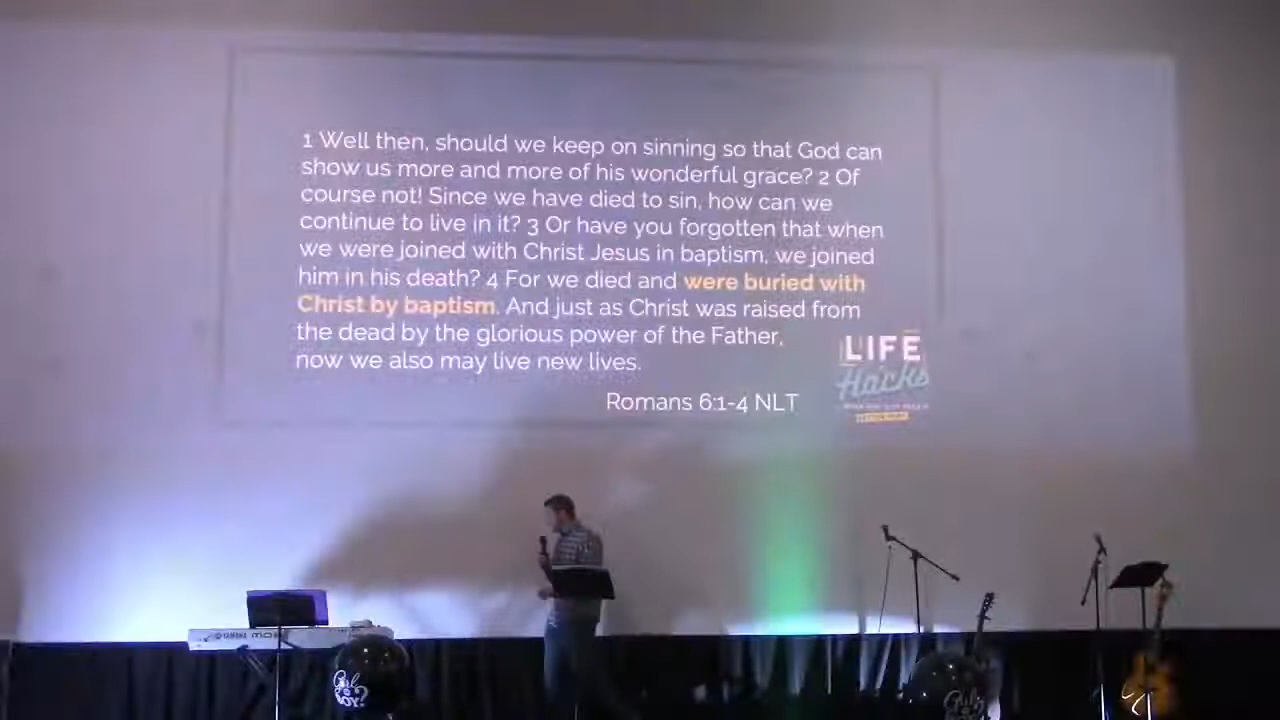 1 Well then, should we keep on sinning so that God can
show us more and more of his wonderful grace? 2 Of
course not! Since we have died to sin, how can we
continue to live in it? 3 Or have you forgotten that when
we were joined with Christ Jesus in baptism, we joined
him in his death? 4 For we died and were buried with
Christ by baptism. And just as Christ was raised from
the dead by the glorious power of the Father,
now we also may live new lives.
Romans 6:1-4 NLT
LIFE
Hacks
YAMAHA
Girl
OR
BOY?
Girl